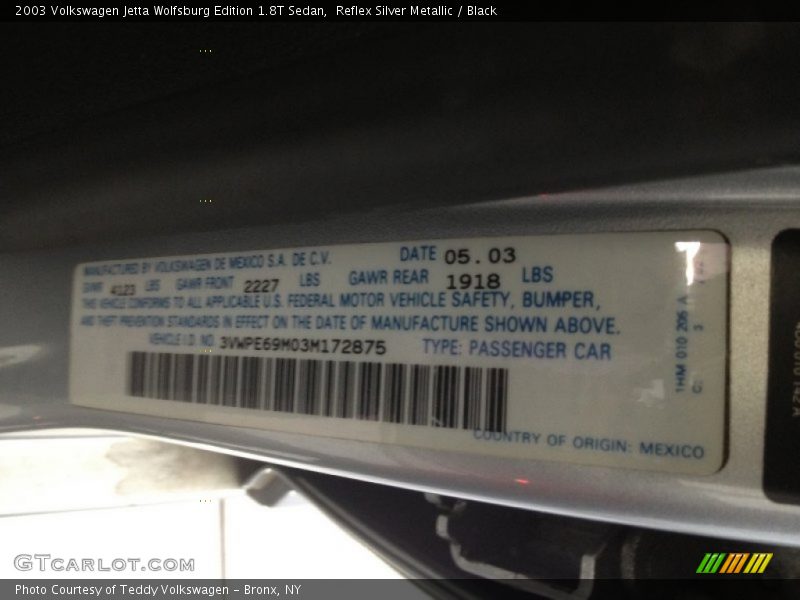 2003 Volkswagen Jetta Wolfsburg Edition 1.8T Sedan, Reflex Silver Metallic / Black
MANUFACTURED BY VOLKSWAGEN DE MEXICO S.A. DE C.V. DATE 05.03
GVWR 4123 LBS GAWR FRONT 2227 LBS GAWR REAR 1918 LBS
THIS VEHICLE CONFORMS TO ALL APPLICABLE U.S. FEDERAL MOTOR VEHICLE SAFETY, BUMPER,
AND THEFT PREVENTION STANDARDS IN EFFECT ON THE DATE OF MANUFACTURE SHOWN ABOVE.
VEHICLE I.D. NO. 3VWPE69M03M172875 TYPE: PASSENGER CAR
COUNTRY OF ORIGIN: MEXICO
1HM 010 206 A
GTcarlot.com
Photo Courtesy of Teddy Volkswagen - Bronx, NY